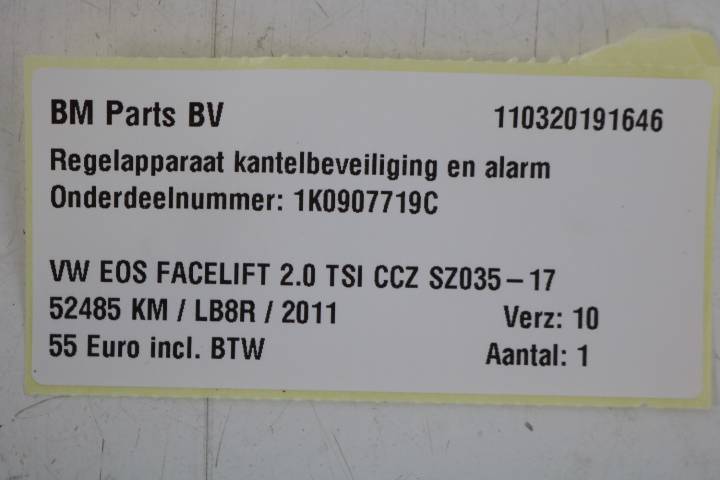 BM Parts BV 110320191646
Regelapparaat kantelbeveiliging en alarm
Onderdeelnummer: 1K0907719C
VW EOS FACELIFT 2.0 TSI CCZ SZ035-17
52485 KM / LB8R / 2011 Verz: 10
55 Euro incl. BTW Aantal: 1